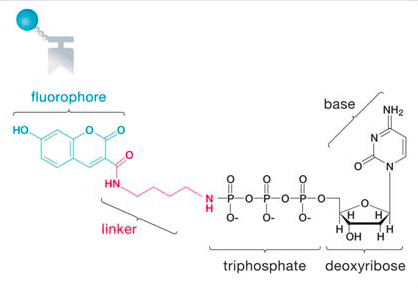 fluorophore
base
NH2
HO
O
O
N
O
N
O
HN
linker
N
H
O
P
O-
O
O
P
O-
O
O
P
O-
O
O
H
H
H
H
H
OH
triphosphate
deoxyribose